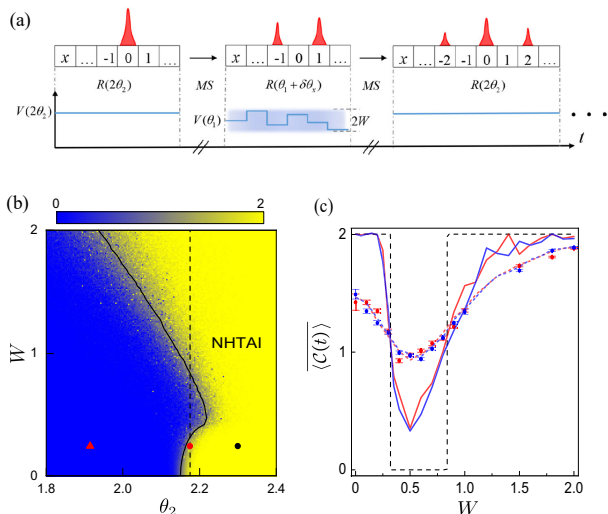 (a)
x … -1 0 1 … x … -1 0 1 … x … -2 -1 0 1 2 …
R(2θ₂) MS R(θ₁ + δθₓ) MS R(2θ₂)
V(2θ₂) V(θ₁) 2W
t
(b) (c)
0 2
2 1 0
W
NHTAI
1.8 2.0 2.2 2.4
θ₂
2 1 0
⟨C(t)⟩
0 0.5 1.0 1.5 2.0
W